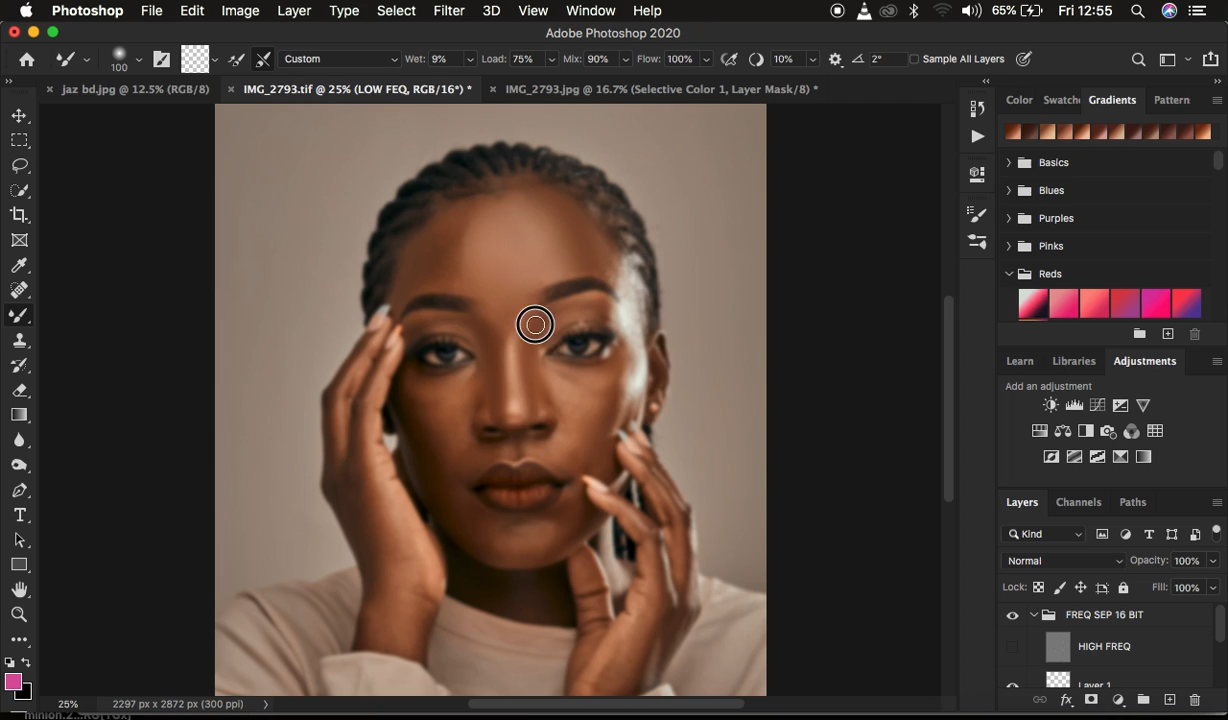 Photoshop File Edit Image Layer Type Select Filter 3D View Window Help 65% Fri 12:55
Adobe Photoshop 2020
100 Custom Wet: 9% Load: 75% Mix: 90% Flow: 100% 10% 2° Sample All Layers
jaz bd.jpg @ 12.5% (RGB/8) IMG_2793.tif @ 25% (LOW FEQ, RGB/16*) * IMG_2793.jpg @ 16.7% (Selective Color 1, Layer Mask/8) *
Color Swatche Gradients Pattern
Basics
Blues
Purples
Pinks
Reds
Learn Libraries Adjustments
Add an adjustment
Layers Channels Paths
Kind
Normal Opacity: 100%
Lock: Fill: 100%
FREQ SEP 16 BIT
HIGH FREQ
Layer 1
25% 2297 px x 2872 px (300 ppi)